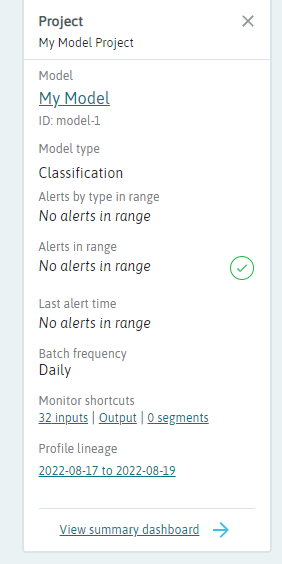 Project
My Model Project
Model
My Model
ID: model-1
Model type
Classification
Alerts by type in range
No alerts in range
Alerts in range
No alerts in range
Last alert time
No alerts in range
Batch frequency
Daily
Monitor shortcuts
32 inputs | Output | 0 segments
Profile lineage
2022-08-17 to 2022-08-19
View summary dashboard